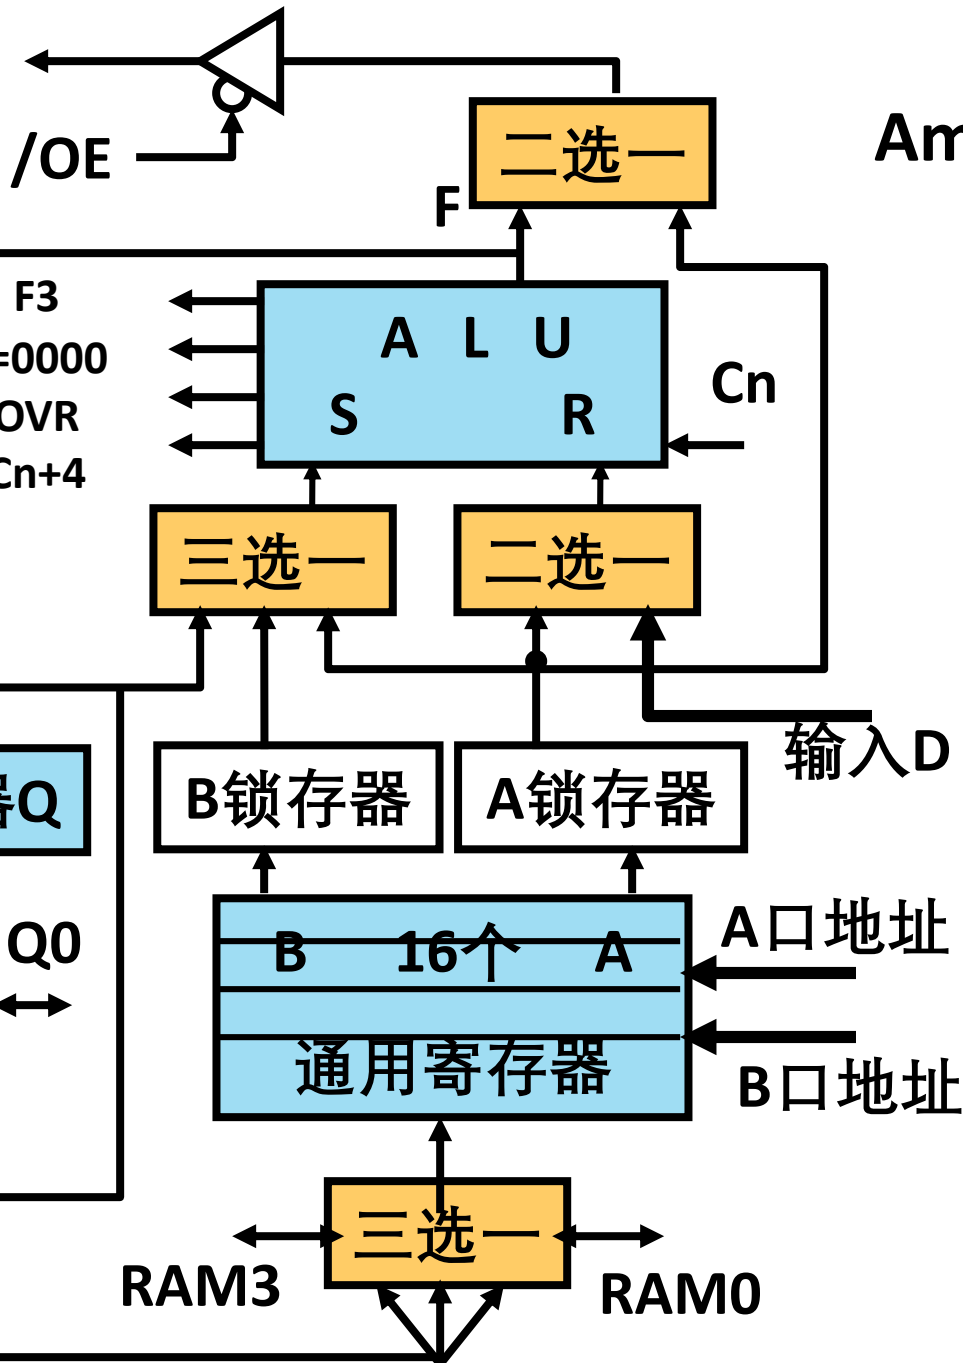 /OE
二选一
Am
F
F3
=0000
OVR
Cn+4
A L U
S R
Cn
三选一
二选一
输入D
器Q
B锁存器
A锁存器
Q0
B 16个 A
通用寄存器
A口地址
B口地址
三选一
RAM3
RAM0